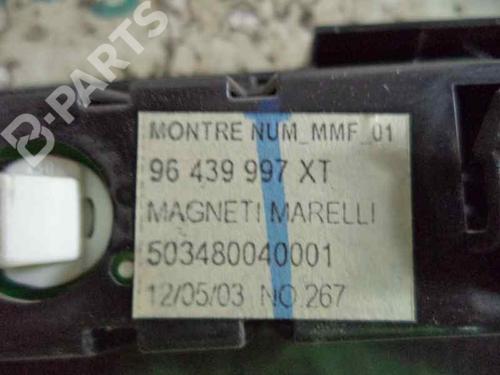 B-PARTS
MONTRE NUM_MMF_01
96 439 997 XT
MAGNETI MARELLI
503480040001
12/05/03 NO.267